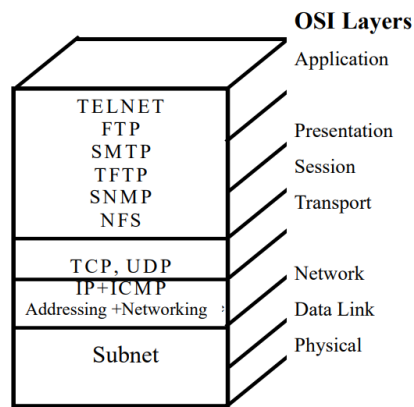 OSI Layers
Application
TELNET
FTP
SMTP
TFTP
SNMP
NFS
Presentation
Session
Transport
TCP, UDP
IP+ICMP
Addressing +Networking
Network
Data Link
Subnet
Physical